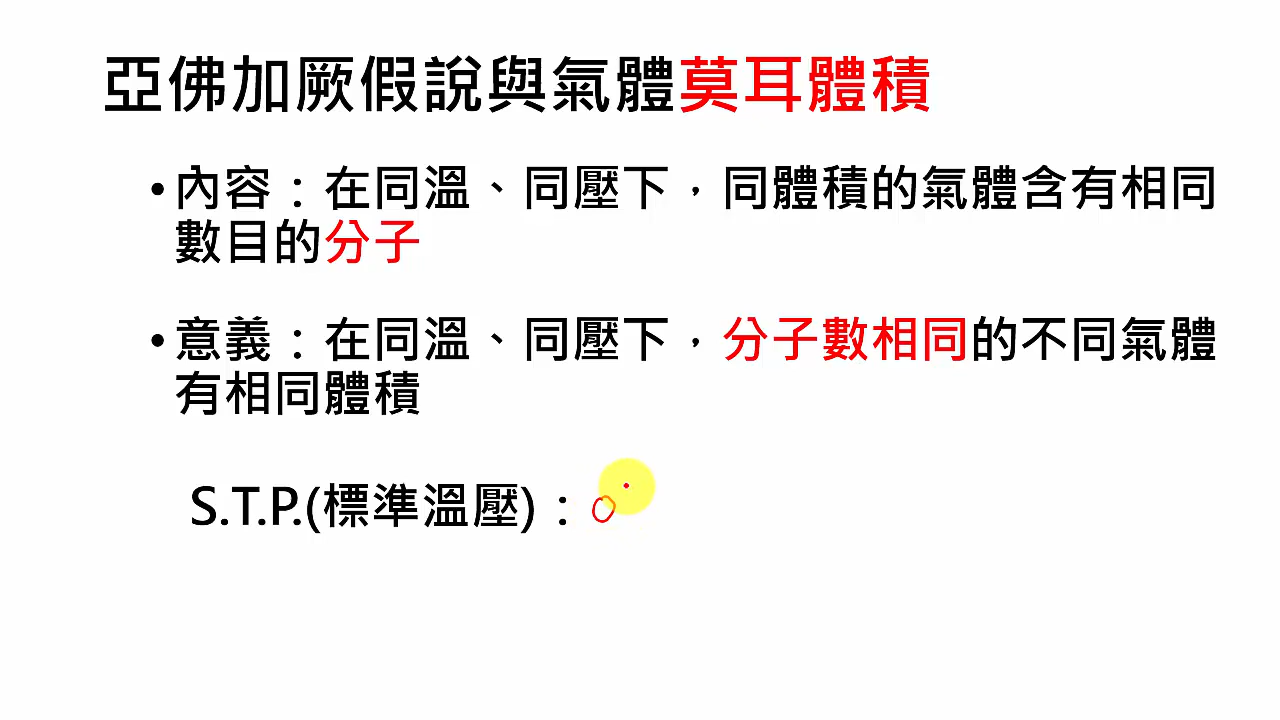 亞佛加厥假說與氣體莫耳體積
•內容：在同溫、同壓下，同體積的氣體含有相同
數目的分子
•意義：在同溫、同壓下，分子數相同的不同氣體
有相同體積
S.T.P.(標準溫壓)：0